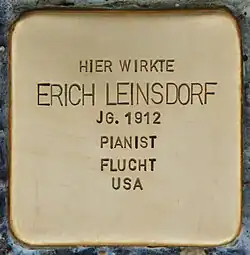 HIER WIRKTE
ERICH LEINSDORF
JG. 1912
PIANIST
FLUCHT
USA